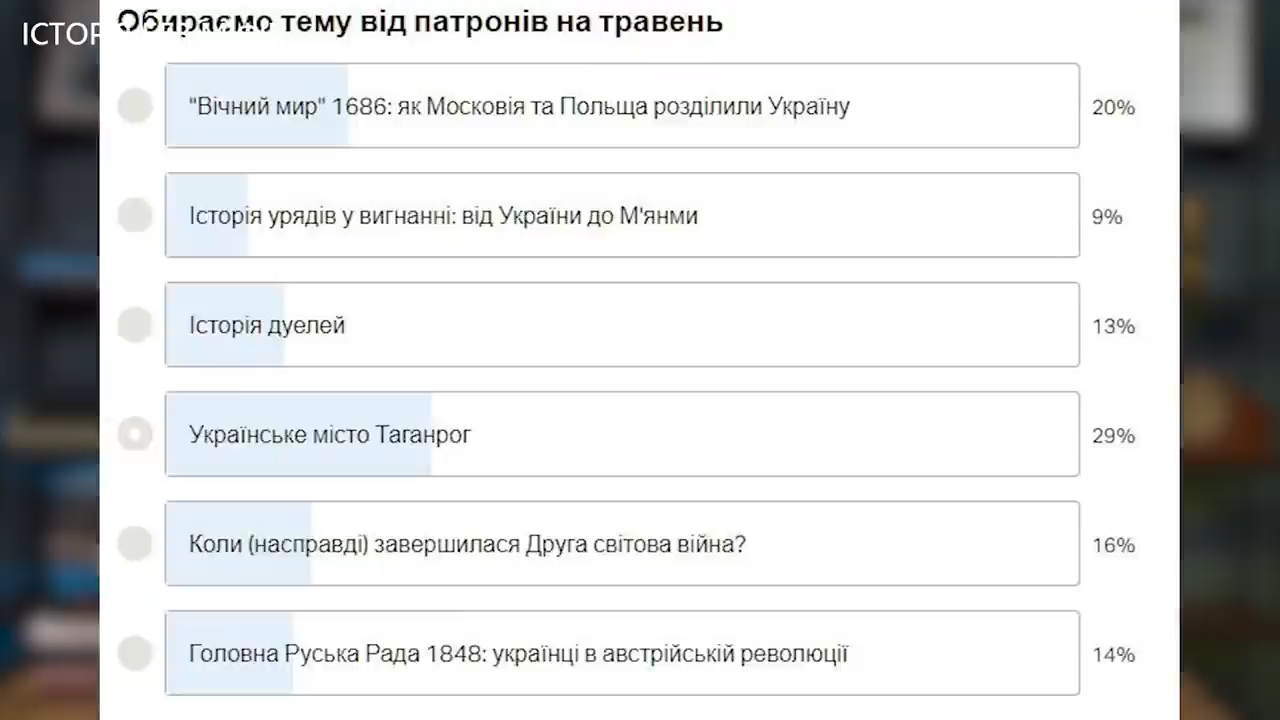 Обираємо тему від патронів на травень
"Вічний мир" 1686: як Московія та Польща розділили Україну
20%
Історія урядів у вигнанні: від України до М'янми
9%
Історія дуелей
13%
Українське місто Таганрог
29%
Коли (насправді) завершилася Друга світова війна?
16%
Головна Руська Рада 1848: українці в австрійській революції
14%